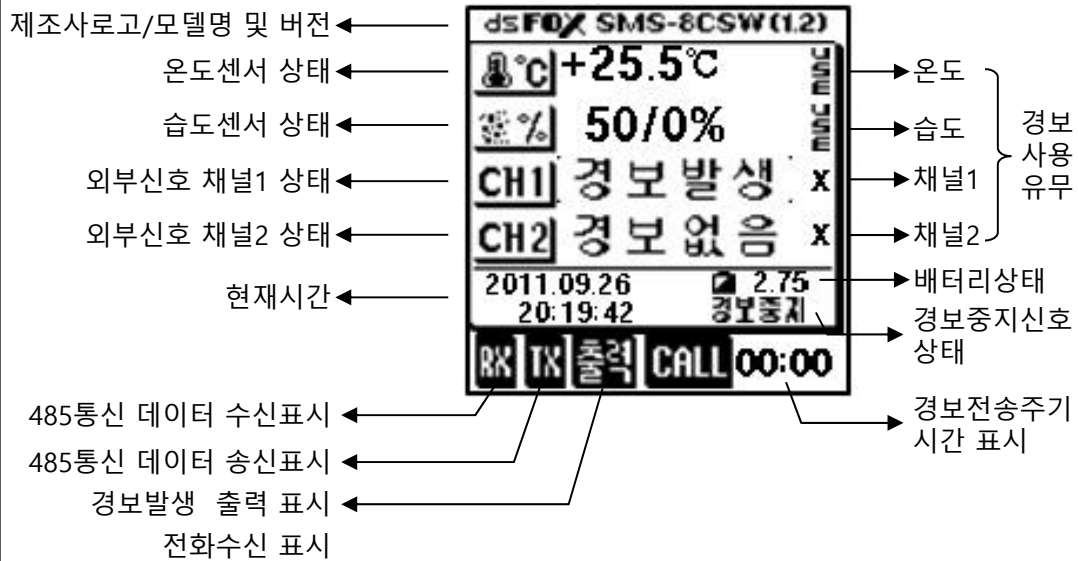 제조사로고/모델명 및 버전
dsFOX SMS-8CSW(1.2)
온도센서 상태
℃
+25.5℃
USE
온도
습도센서 상태
%
50/0%
USE
습도
경보
사용
유무
외부신호 채널1 상태
CH1
경보발생
X
채널1
외부신호 채널2 상태
CH2
경보없음
X
채널2
현재시간
2011.09.26
2.75
배터리상태
20:19:42
경보중지
경보중지신호
상태
RX TX 출력 CALL 00:00
485통신 데이터 수신표시
경보전송주기
시간 표시
485통신 데이터 송신표시
경보발생 출력 표시
전화수신 표시